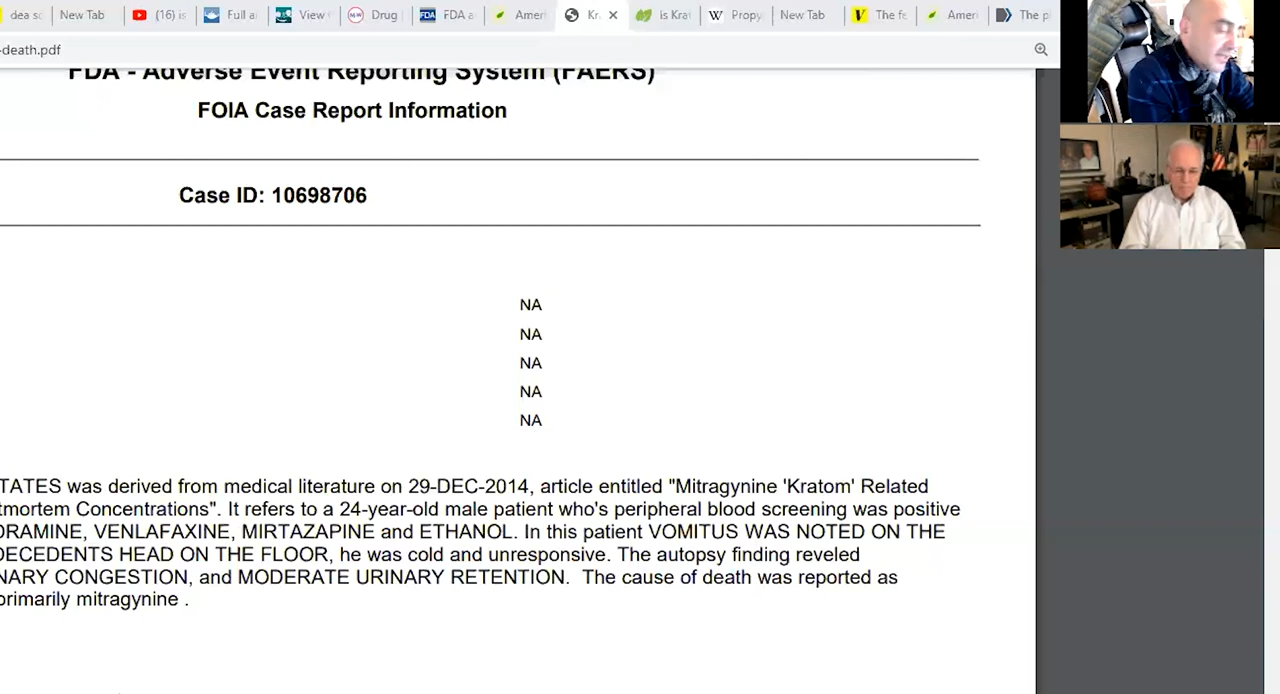 dea sc New Tab (16) is Full a View Drug FDA FDA a Amer Kr is Krat W Propy New Tab V The fe Amer The p
-death.pdf
FDA - Adverse Event Reporting System (FAERS)
FOIA Case Report Information
Case ID: 10698706
NA
NA
NA
NA
NA
TATES was derived from medical literature on 29-DEC-2014, article entitled "Mitragynine 'Kratom' Related
tmortem Concentrations". It refers to a 24-year-old male patient who's peripheral blood screening was positive
ORAMINE, VENLAFAXINE, MIRTAZAPINE and ETHANOL. In this patient VOMITUS WAS NOTED ON THE
DECEDENTS HEAD ON THE FLOOR, he was cold and unresponsive. The autopsy finding reveled
NARY CONGESTION, and MODERATE URINARY RETENTION. The cause of death was reported as
primarily mitragynine .